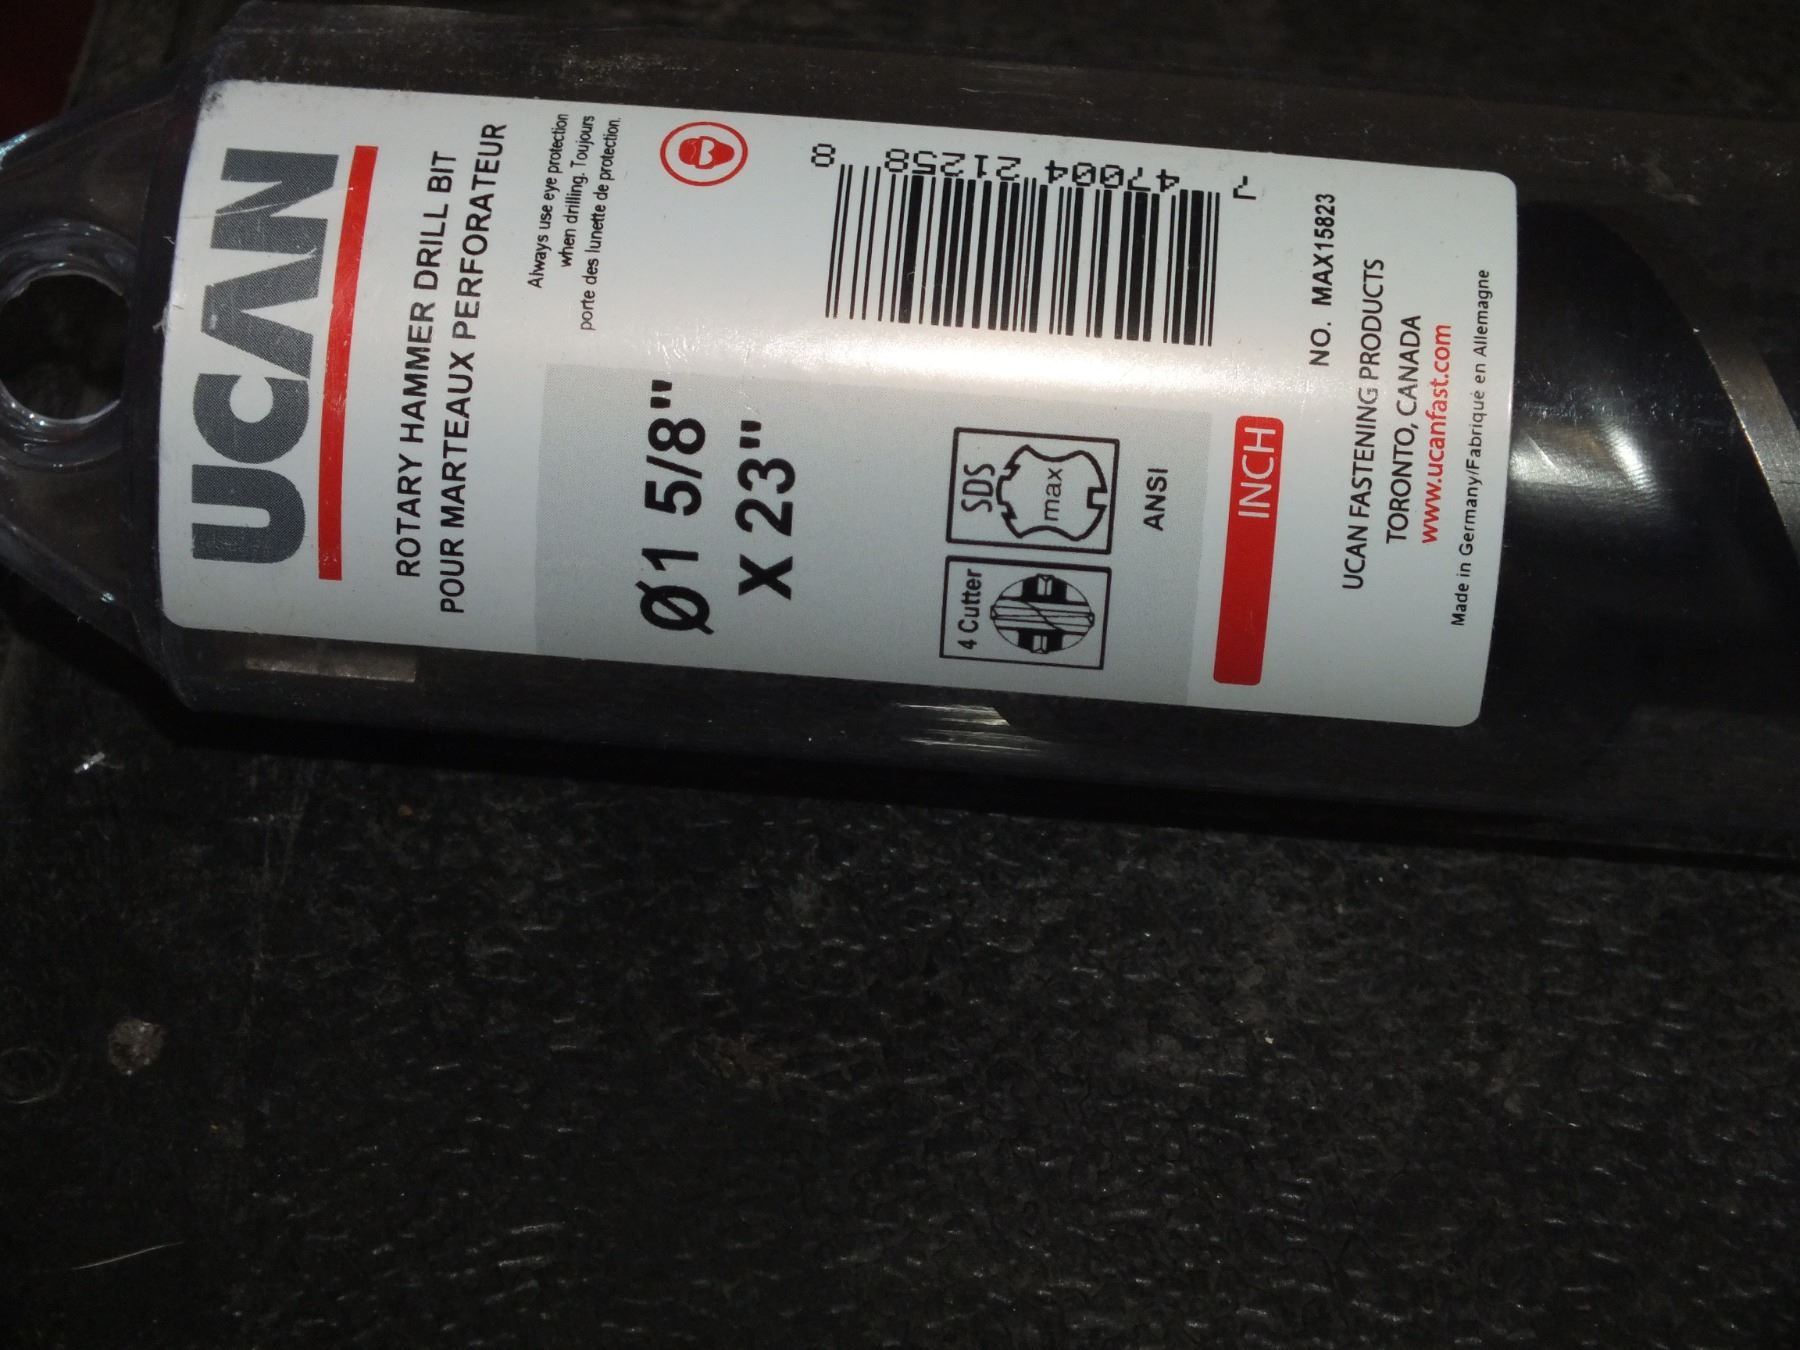 UCAN
ROTARY HAMMER DRILL BIT
POUR MARTEAUX PERFORATEUR
Always use eye protection
when drilling. Toujours
porte des lunette de protection.
Ø1 5/8"
X 23"
7 47004 21258 8
4 Cutter
SDS
max
ANSI
INCH
NO. MAX15823
UCAN FASTENING PRODUCTS
TORONTO, CANADA
www.ucanfast.com
Made in Germany/Fabriqué en Allemagne